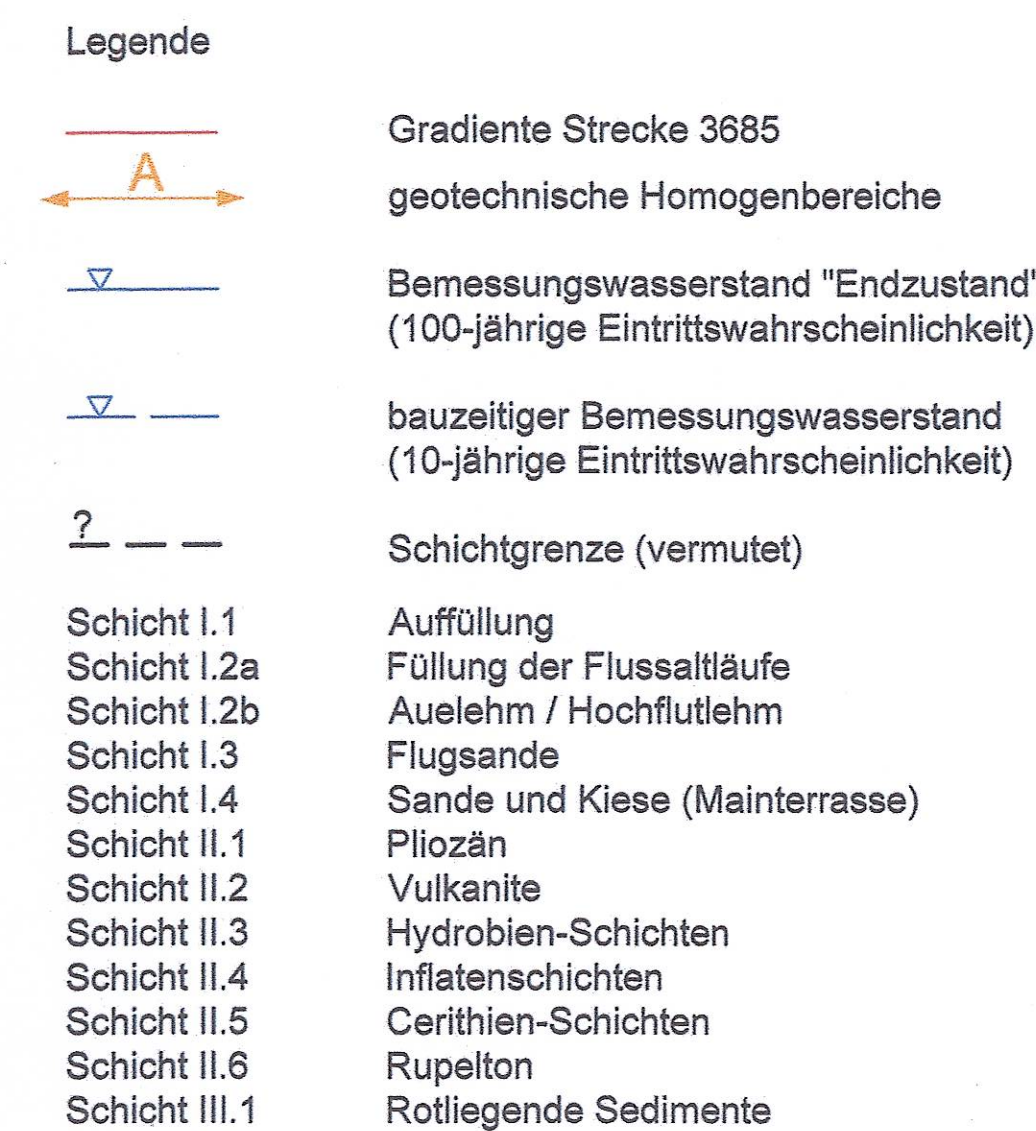 Legende
Gradiente Strecke 3685
A
geotechnische Homogenbereiche
Bemessungswasserstand "Endzustand"
(100-jährige Eintrittswahrscheinlichkeit)
bauzeitiger Bemessungswasserstand
(10-jährige Eintrittswahrscheinlichkeit)
?
Schichtgrenze (vermutet)
Schicht I.1 Auffüllung
Schicht I.2a Füllung der Flussaltläufe
Schicht I.2b Auelehm / Hochflutlehm
Schicht I.3 Flugsande
Schicht I.4 Sande und Kiese (Mainterrasse)
Schicht II.1 Pliozän
Schicht II.2 Vulkanite
Schicht II.3 Hydrobien-Schichten
Schicht II.4 Inflatenschichten
Schicht II.5 Cerithien-Schichten
Schicht II.6 Rupelton
Schicht III.1 Rotliegende Sedimente